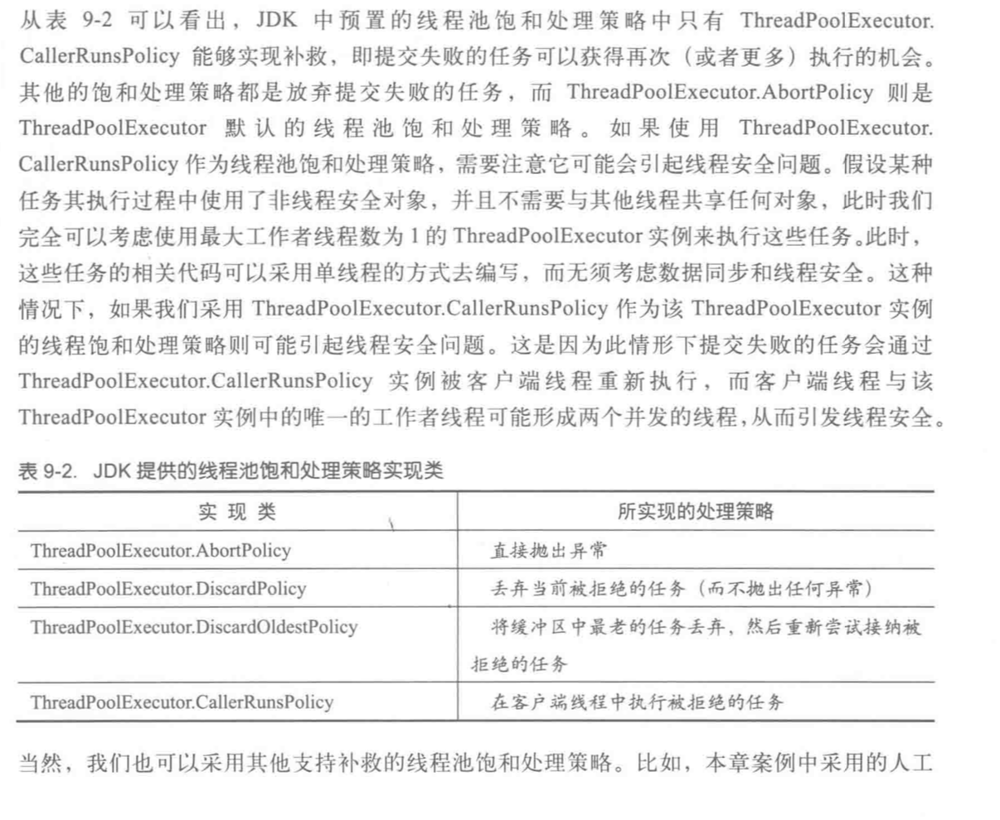 从表 9-2 可以看出，JDK 中预置的线程池饱和处理策略中只有 ThreadPoolExecutor.
CallerRunsPolicy 能够实现补救，即提交失败的任务可以获得再次（或者更多）执行的机会。
其他的饱和处理策略都是放弃提交失败的任务，而 ThreadPoolExecutor.AbortPolicy 则是
ThreadPoolExecutor 默认的线程池饱和处理策略。如果使用 ThreadPoolExecutor.
CallerRunsPolicy 作为线程池饱和处理策略，需要注意它可能会引起线程安全问题。假设某种
任务其执行过程中使用了非线程安全对象，并且不需要与其他线程共享任何对象，此时我们
完全可以考虑使用最大工作者线程数为 1 的 ThreadPoolExecutor 实例来执行这些任务。此时，
这些任务的相关代码可以采用单线程的方式去编写，而无须考虑数据同步和线程安全。这种
情况下，如果我们采用 ThreadPoolExecutor.CallerRunsPolicy 作为该 ThreadPoolExecutor 实例
的线程饱和处理策略则可能引起线程安全问题。这是因为此情形下提交失败的任务会通过
ThreadPoolExecutor.CallerRunsPolicy 实例被客户端线程重新执行，而客户端线程与该
ThreadPoolExecutor 实例中的唯一的工作者线程可能形成两个并发的线程，从而引发线程安全。
表 9-2. JDK 提供的线程池饱和处理策略实现类
实 现 类 所实现的处理策略
ThreadPoolExecutor.AbortPolicy 直接抛出异常
ThreadPoolExecutor.DiscardPolicy 丢弃当前被拒绝的任务（而不抛出任何异常）
ThreadPoolExecutor.DiscardOldestPolicy 将缓冲区中最老的任务丢弃，然后重新尝试接纳被
拒绝的任务
ThreadPoolExecutor.CallerRunsPolicy 在客户端线程中执行被拒绝的任务
当然，我们也可以采用其他支持补救的线程池饱和处理策略。比如，本章案例中采用的人工